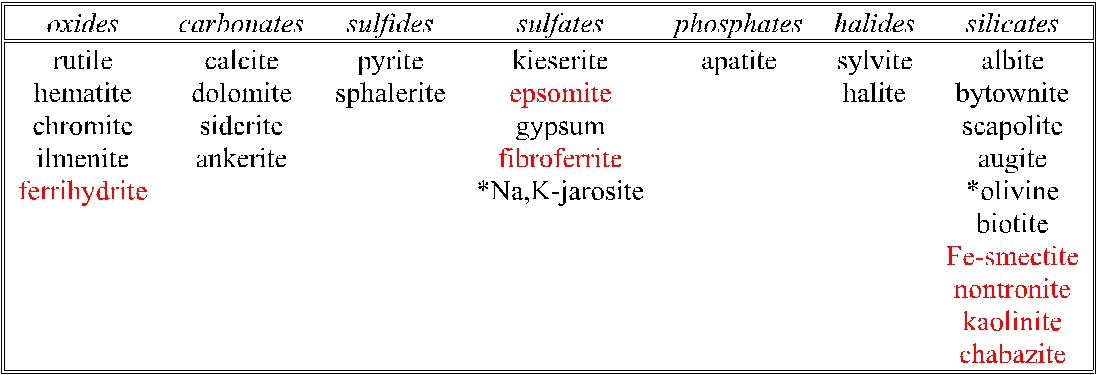 oxides carbonates sulfides sulfates phosphates halides silicates
rutile calcite pyrite kieserite apatite sylvite albite
hematite dolomite sphalerite epsomite halite bytownite
chromite siderite gypsum scapolite
ilmenite ankerite fibroferrite augite
ferrihydrite *Na,K-jarosite *olivine
biotite
Fe-smectite
nontronite
kaolinite
chabazite